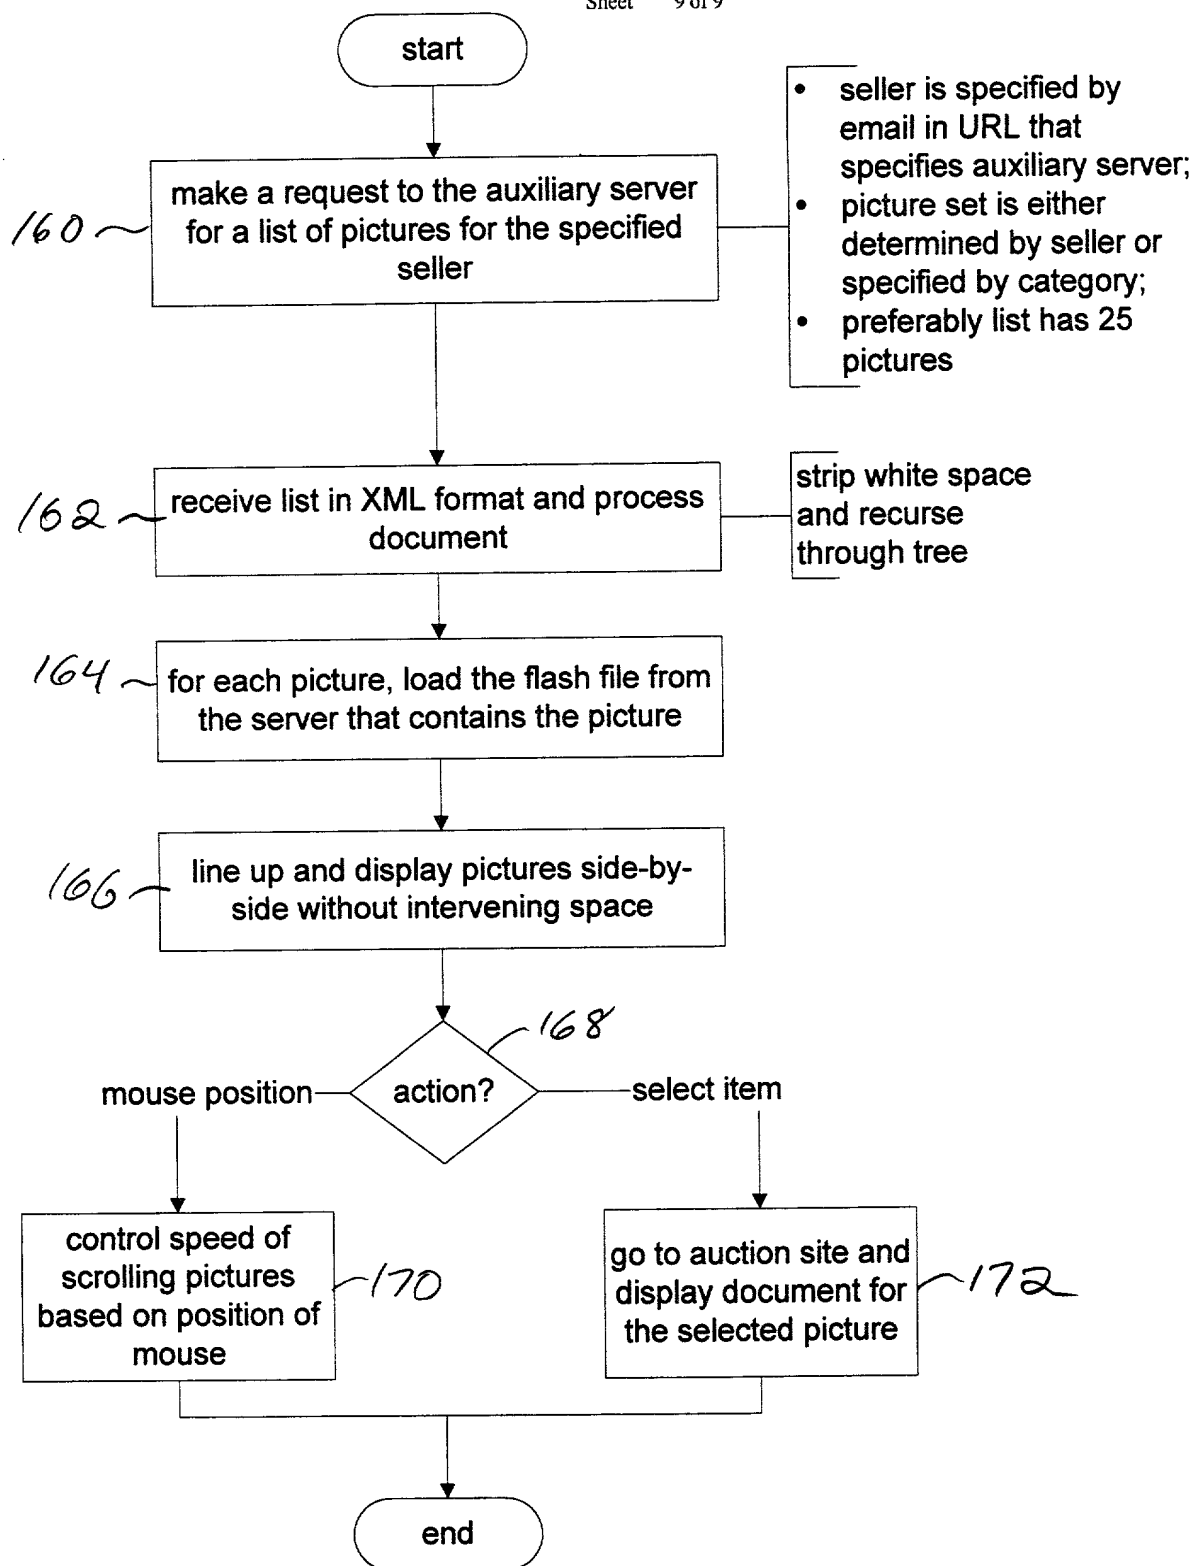 Sheet 9 of 9
start
make a request to the auxiliary server
for a list of pictures for the specified
seller
160
• seller is specified by
email in URL that
specifies auxiliary server;
• picture set is either
determined by seller or
specified by category;
• preferably list has 25
pictures
162
receive list in XML format and process
document
strip white space
and recurse
through tree
164
for each picture, load the flash file from
the server that contains the picture
166
line up and display pictures side-by-
side without intervening space
168
action?
mouse position
select item
control speed of
scrolling pictures
based on position of
mouse
170
go to auction site and
display document for
the selected picture
172
end